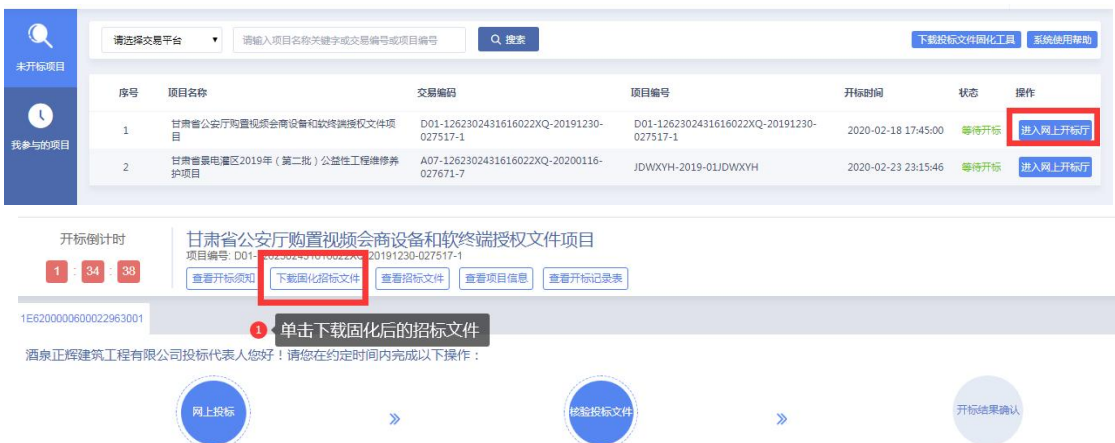 未开标项目
我参与的项目
请选择交易平台 请输入项目名称关键字或交易编号或项目编号 搜索 下载投标文件固化工具 系统使用帮助
序号 项目名称 交易编码 项目编号 开标时间 状态 操作
1 甘肃省公安厅购置视频会商设备和软终端授权文件项目 D01-1262302431616022XQ-20191230-027517-1 D01-1262302431616022XQ-20191230-027517-1 2020-02-18 17:45:00 等待开标 进入网上开标厅
2 甘肃省景电灌区2019年（第二批）公益性工程维修养护项目 A07-1262302431616022XQ-20200116-027671-7 JDWXYH-2019-01JDWXYH 2020-02-23 23:15:46 等待开标 进入网上开标厅
开标倒计时
1 : 34 : 38
甘肃省公安厅购置视频会商设备和软终端授权文件项目
项目编号: D01-1262302431616022XQ-20191230-027517-1
查看开标须知 下载固化招标文件 查看招标文件 查看项目信息 查看开标记录表
1E6200000600022963001
1 单击下载固化后的招标文件
酒泉正辉建筑工程有限公司投标代表人您好！请您在约定时间内完成以下操作：
网上投标 » 核验投标文件 » 开标结果确认